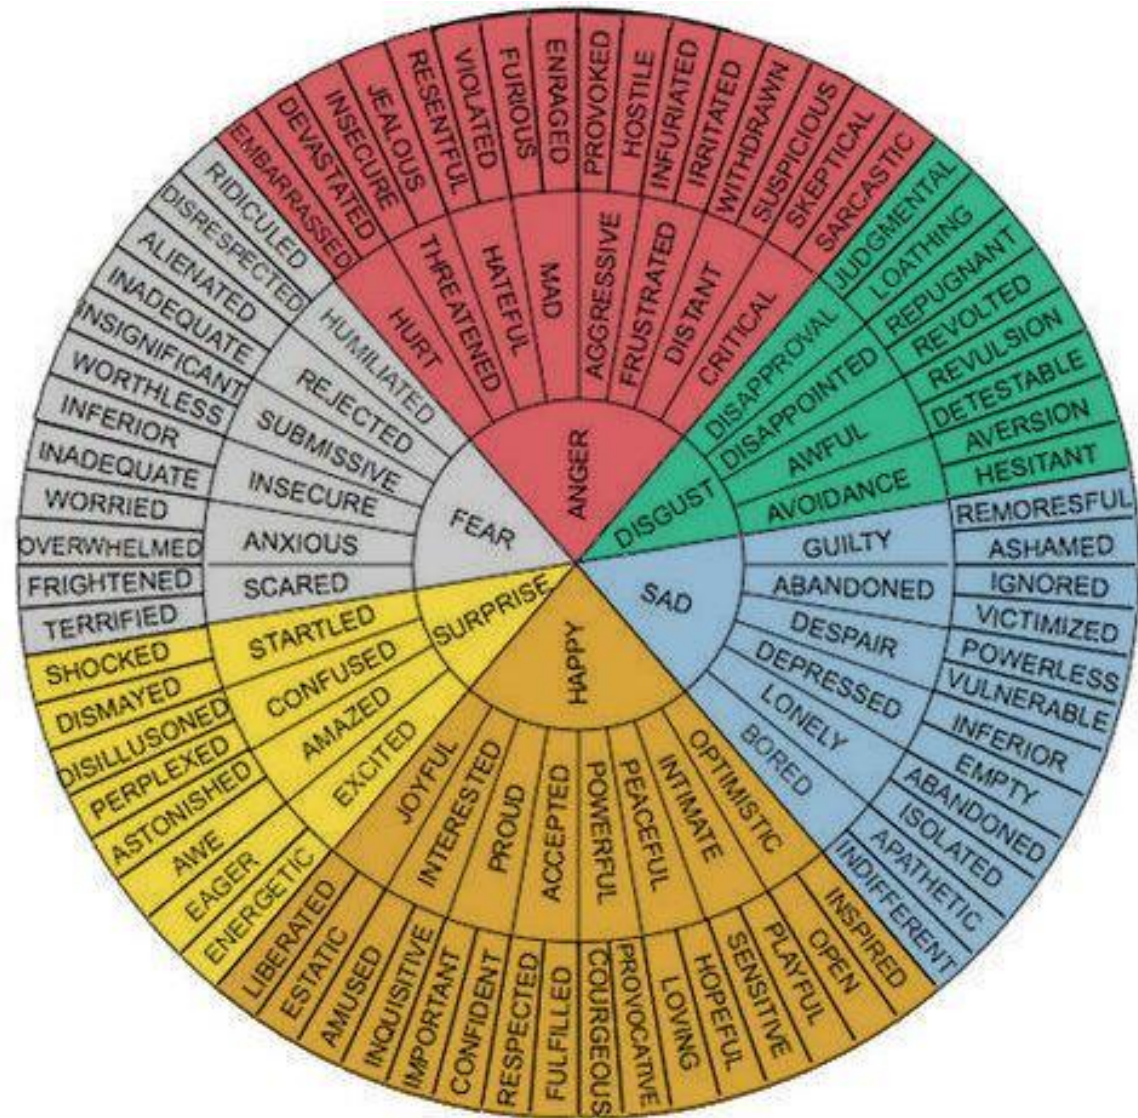 ANGER
DISGUST
SAD
HAPPY
SURPRISE
FEAR
HURT
THREATENED
HATEFUL
MAD
AGGRESSIVE
FRUSTRATED
DISTANT
CRITICAL
DISAPPROVAL
DISAPPOINTED
AWFUL
AVOIDANCE
GUILTY
ABANDONED
DESPAIR
DEPRESSED
LONELY
BORED
OPTIMISTIC
INTIMATE
PEACEFUL
POWERFUL
ACCEPTED
PROUD
INTERESTED
JOYFUL
EXCITED
AMAZED
CONFUSED
STARTLED
SCARED
ANXIOUS
INSECURE
SUBMISSIVE
REJECTED
HUMILIATED
EMBARRASSED
DEVASTATED
INSECURE
JEALOUS
RESENTFUL
VIOLATED
FURIOUS
ENRAGED
PROVOKED
HOSTILE
INFURIATED
IRRITATED
WITHDRAWN
SUSPICIOUS
SKEPTICAL
SARCASTIC
JUDGMENTAL
LOATHING
REPUGNANT
REVOLTED
REVULSION
DETESTABLE
AVERSION
HESITANT
REMORESFUL
ASHAMED
IGNORED
VICTIMIZED
POWERLESS
VULNERABLE
INFERIOR
EMPTY
ABANDONED
ISOLATED
APATHETIC
INDIFFERENT
INSPIRED
OPEN
PLAYFUL
SENSITIVE
HOPEFUL
LOVING
PROVOCATIVE
COURGEOUS
FULFILLED
RESPECTED
CONFIDENT
IMPORTANT
INQUISITIVE
AMUSED
ESTATIC
LIBERATED
ENERGETIC
EAGER
AWE
ASTONISHED
PERPLEXED
DISILLUSONED
DISMAYED
SHOCKED
TERRIFIED
FRIGHTENED
OVERWHELMED
WORRIED
INADEQUATE
INFERIOR
WORTHLESS
INSIGNIFICANT
INADEQUATE
ALIENATED
DISRESPECTED
RIDICULED